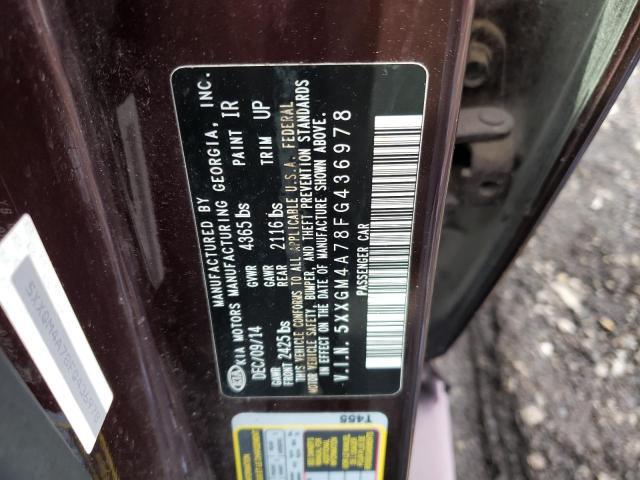 MANUFACTURED BY
KIA MOTORS MANUFACTURING GEORGIA, INC.
DEC/09/14 GVWR 4365 lbs PAINT IR
GAWR FRONT 2425 lbs GAWR REAR 2116 lbs TRIM UP
THIS VEHICLE CONFORMS TO ALL APPLICABLE U.S.A. FEDERAL
MOTOR VEHICLE SAFETY, BUMPER, AND THEFT PREVENTION STANDARDS
IN EFFECT ON THE DATE OF MANUFACTURE SHOWN ABOVE.
V.I.N. 5XXGM4A78FG436978
PASSENGER CAR
T455